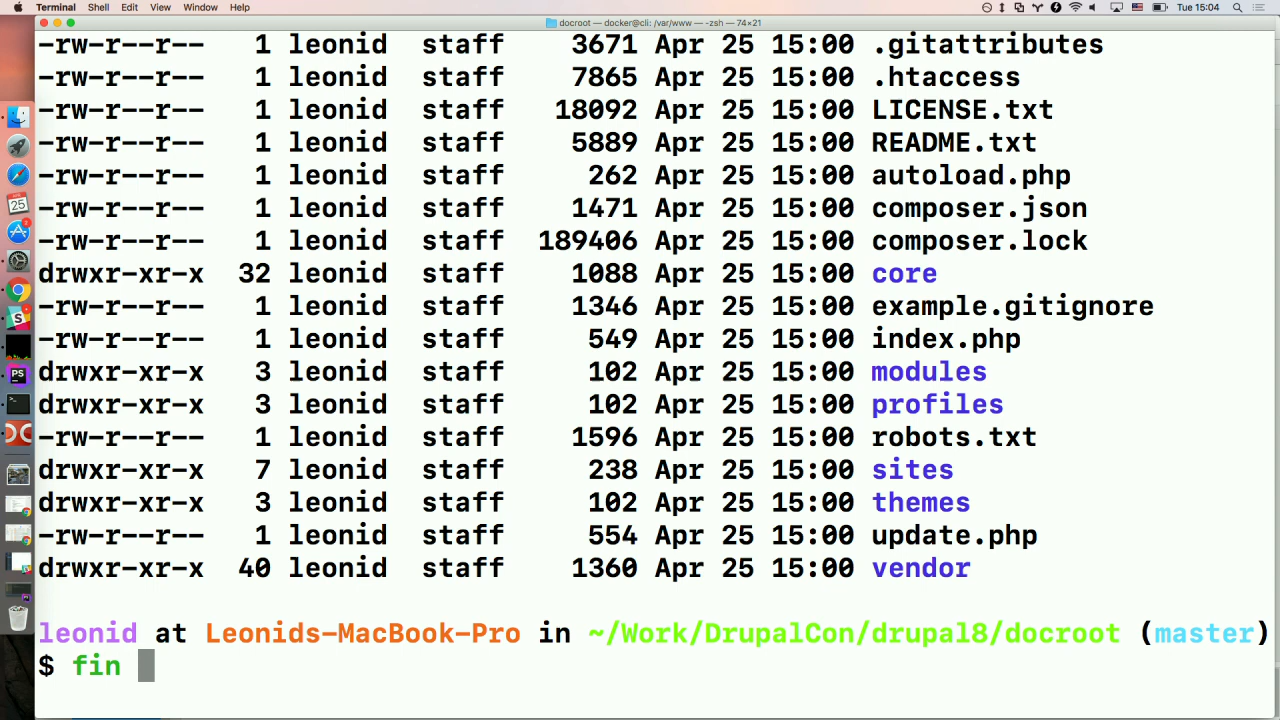 Terminal Shell Edit View Window Help Tue 15:04
docroot — docker@cli: /var/www — -zsh — 74×21
-rw-r--r-- 1 leonid staff 3671 Apr 25 15:00 .gitattributes
-rw-r--r-- 1 leonid staff 7865 Apr 25 15:00 .htaccess
-rw-r--r-- 1 leonid staff 18092 Apr 25 15:00 LICENSE.txt
-rw-r--r-- 1 leonid staff 5889 Apr 25 15:00 README.txt
-rw-r--r-- 1 leonid staff 262 Apr 25 15:00 autoload.php
-rw-r--r-- 1 leonid staff 1471 Apr 25 15:00 composer.json
-rw-r--r-- 1 leonid staff 189406 Apr 25 15:00 composer.lock
drwxr-xr-x 32 leonid staff 1088 Apr 25 15:00 core
-rw-r--r-- 1 leonid staff 1346 Apr 25 15:00 example.gitignore
-rw-r--r-- 1 leonid staff 549 Apr 25 15:00 index.php
drwxr-xr-x 3 leonid staff 102 Apr 25 15:00 modules
drwxr-xr-x 3 leonid staff 102 Apr 25 15:00 profiles
-rw-r--r-- 1 leonid staff 1596 Apr 25 15:00 robots.txt
drwxr-xr-x 7 leonid staff 238 Apr 25 15:00 sites
drwxr-xr-x 3 leonid staff 102 Apr 25 15:00 themes
-rw-r--r-- 1 leonid staff 554 Apr 25 15:00 update.php
drwxr-xr-x 40 leonid staff 1360 Apr 25 15:00 vendor
leonid at Leonids-MacBook-Pro in ~/Work/DrupalCon/drupal8/docroot (master)
$ fin
25
S
PS